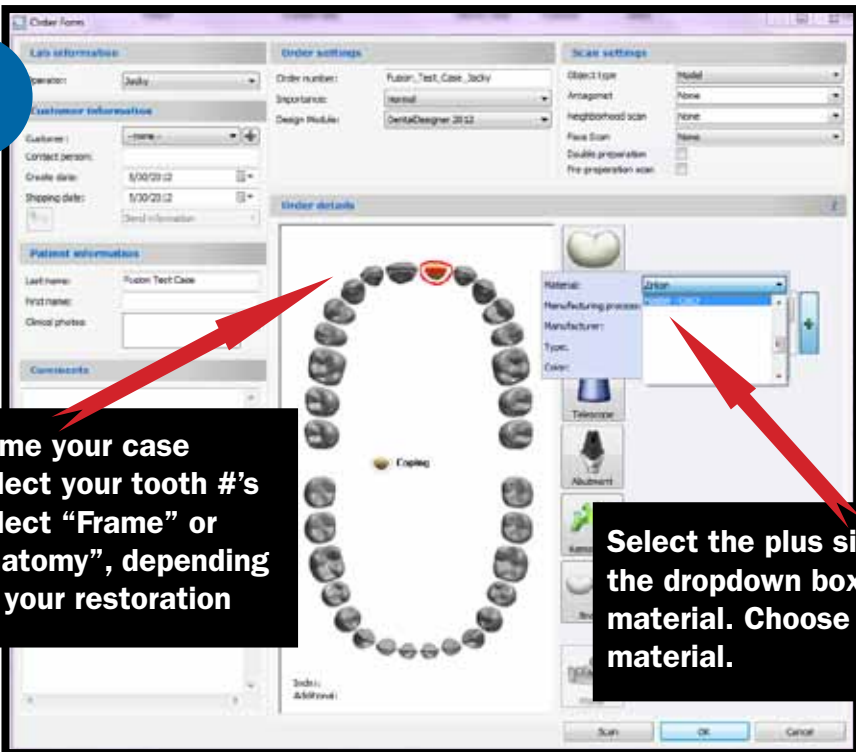 Order Form
Lab information
Operator:
Jacky
Customer information
Customer:
Contact person:
Create date:
5/30/2012
Shipping date:
5/30/2012
Send information
Patient information
Last name:
Fusion Test Case
First name:
Clinical photos:
Comments
Order settings
Order number:
Fusion_Test_Case_Jacky
Importance:
Normal
Design Module:
DentalDesigner 2012
Scan settings
Object type
Model
Antagonist
None
Neighborhood scan
None
Face Scan
None
Double preparation
Pre-preparation scan
Order details
Material:
Manufacturing process:
Manufacturer:
Type:
Color:
Telescope
Abutment
Coping
Additional:
me your case
lect your tooth #'s
lect “Frame” or
atomy”, depending
your restoration
Select the plus si
the dropdown box
material. Choose
material.
Scan
OK
Cancel